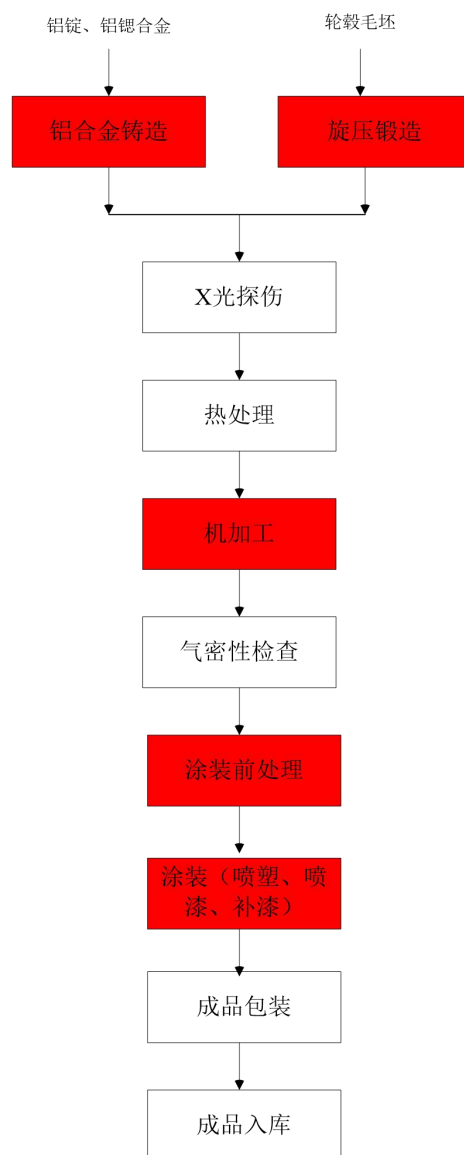 铝锭、铝锶合金
轮毂毛坯
铝合金铸造
旋压锻造
X光探伤
热处理
机加工
气密性检查
涂装前处理
涂装（喷塑、喷
漆、补漆）
成品包装
成品入库